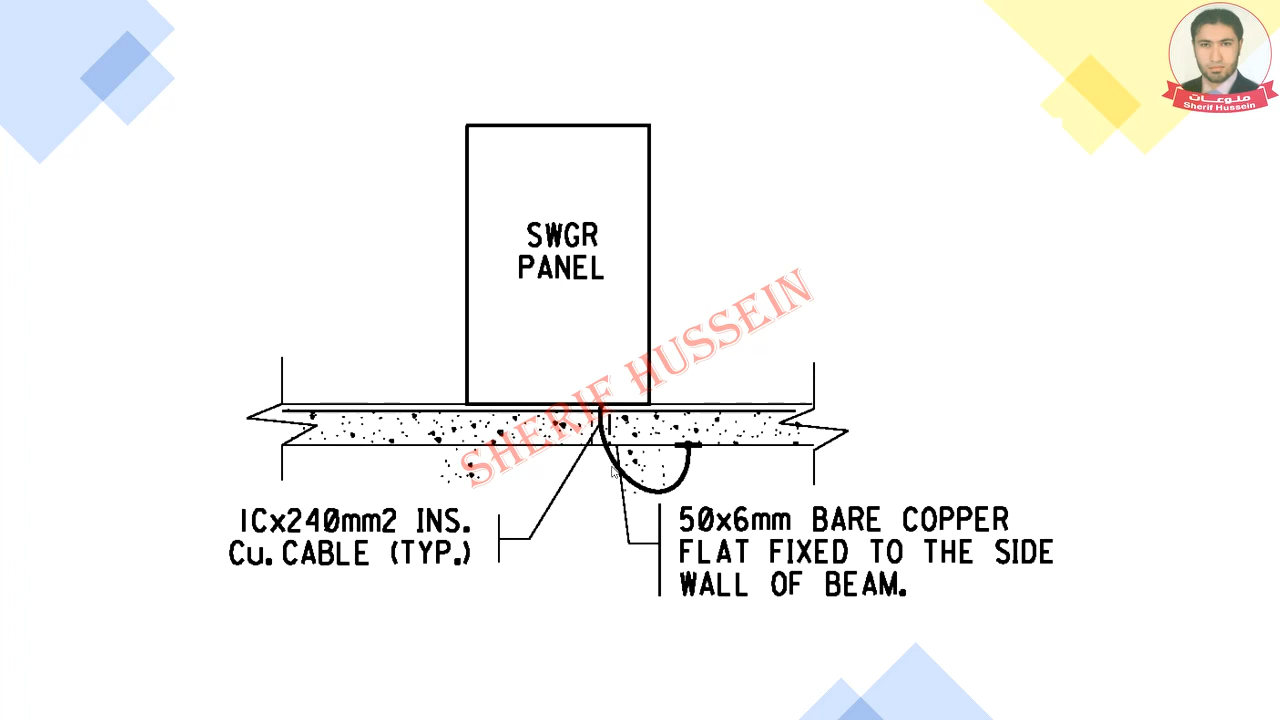 منوعات
Sherif Hussein
SWGR
PANEL
SHERIF HUSSEIN
1Cx240mm2 INS.
Cu. CABLE (TYP.)
50x6mm BARE COPPER
FLAT FIXED TO THE SIDE
WALL OF BEAM.